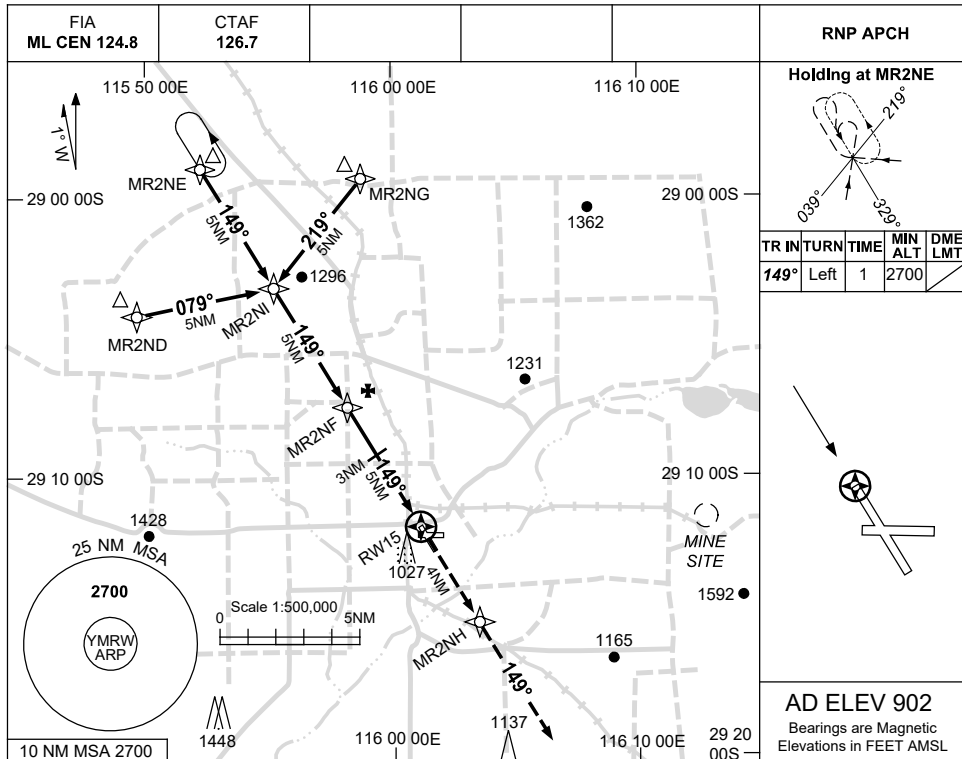 FIA
ML CEN 124.8
CTAF
126.7
RNP APCH
115 50 00E
116 00 00E
116 10 00E
Holding at MR2NE
219°
039°
329°
1° W
MR2NE
MR2NG
29 00 00S
29 00 00S
149°
5NM
219°
5NM
1362
TR IN TURN TIME MIN ALT DME LMT
149° Left 1 2700
1296
079°
5NM
MR2ND
MR2NI
149°
5NM
1231
MR2NF
3NM
149°
5NM
29 10 00S
29 10 00S
1428
25 NM MSA
2700
YMRW
ARP
RW15
1027
MINE
SITE
4NM
1592
Scale 1:500,000
0
5NM
MR2NH
1165
149°
1448
1137
10 NM MSA 2700
116 00 00E
116 10 00E
29 20
00S
AD ELEV 902
Bearings are Magnetic
Elevations in FEET AMSL